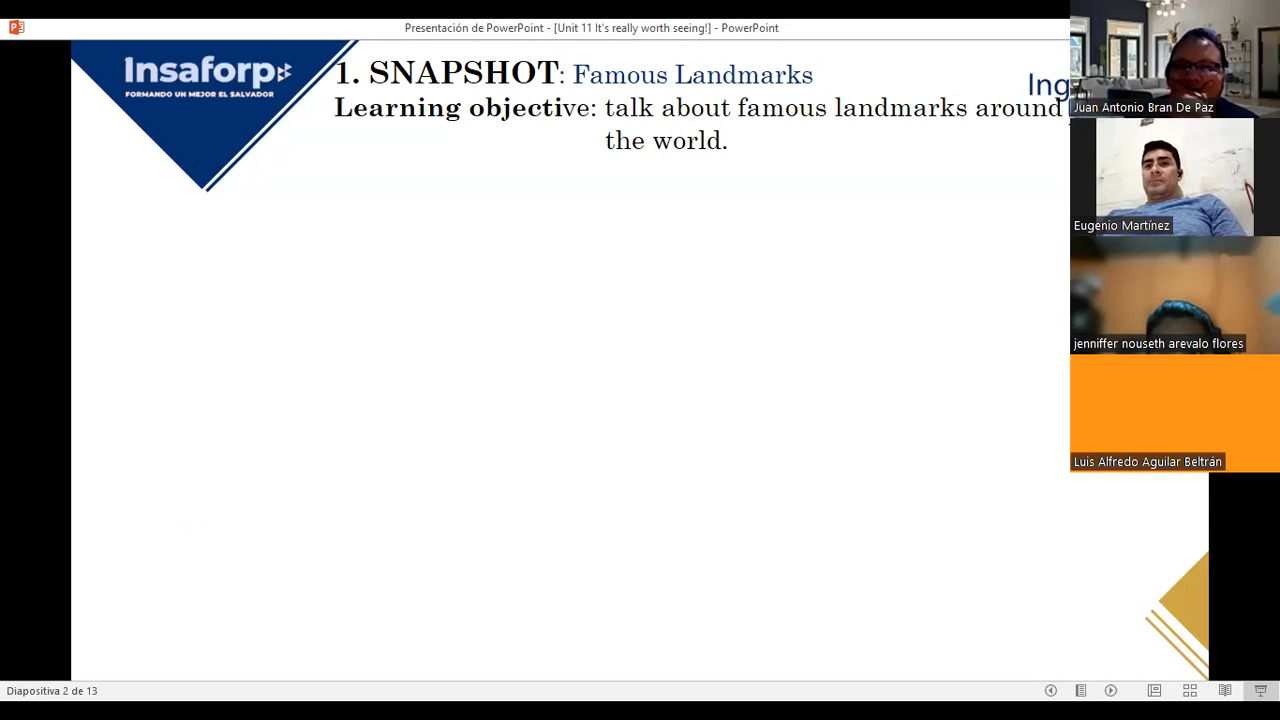 Presentación de PowerPoint - [Unit 11 It's really worth seeing!] - PowerPoint
Insaforp
FORMANDO UN MEJOR EL SALVADOR
1. SNAPSHOT: Famous Landmarks
Ing
Learning objective: talk about famous landmarks around
the world.
Juan Antonio Bran De Paz
Eugenio Martínez
jenniffer nouseth arevalo flores
Luis Alfredo Aguilar Beltrán
Diapositiva 2 de 13